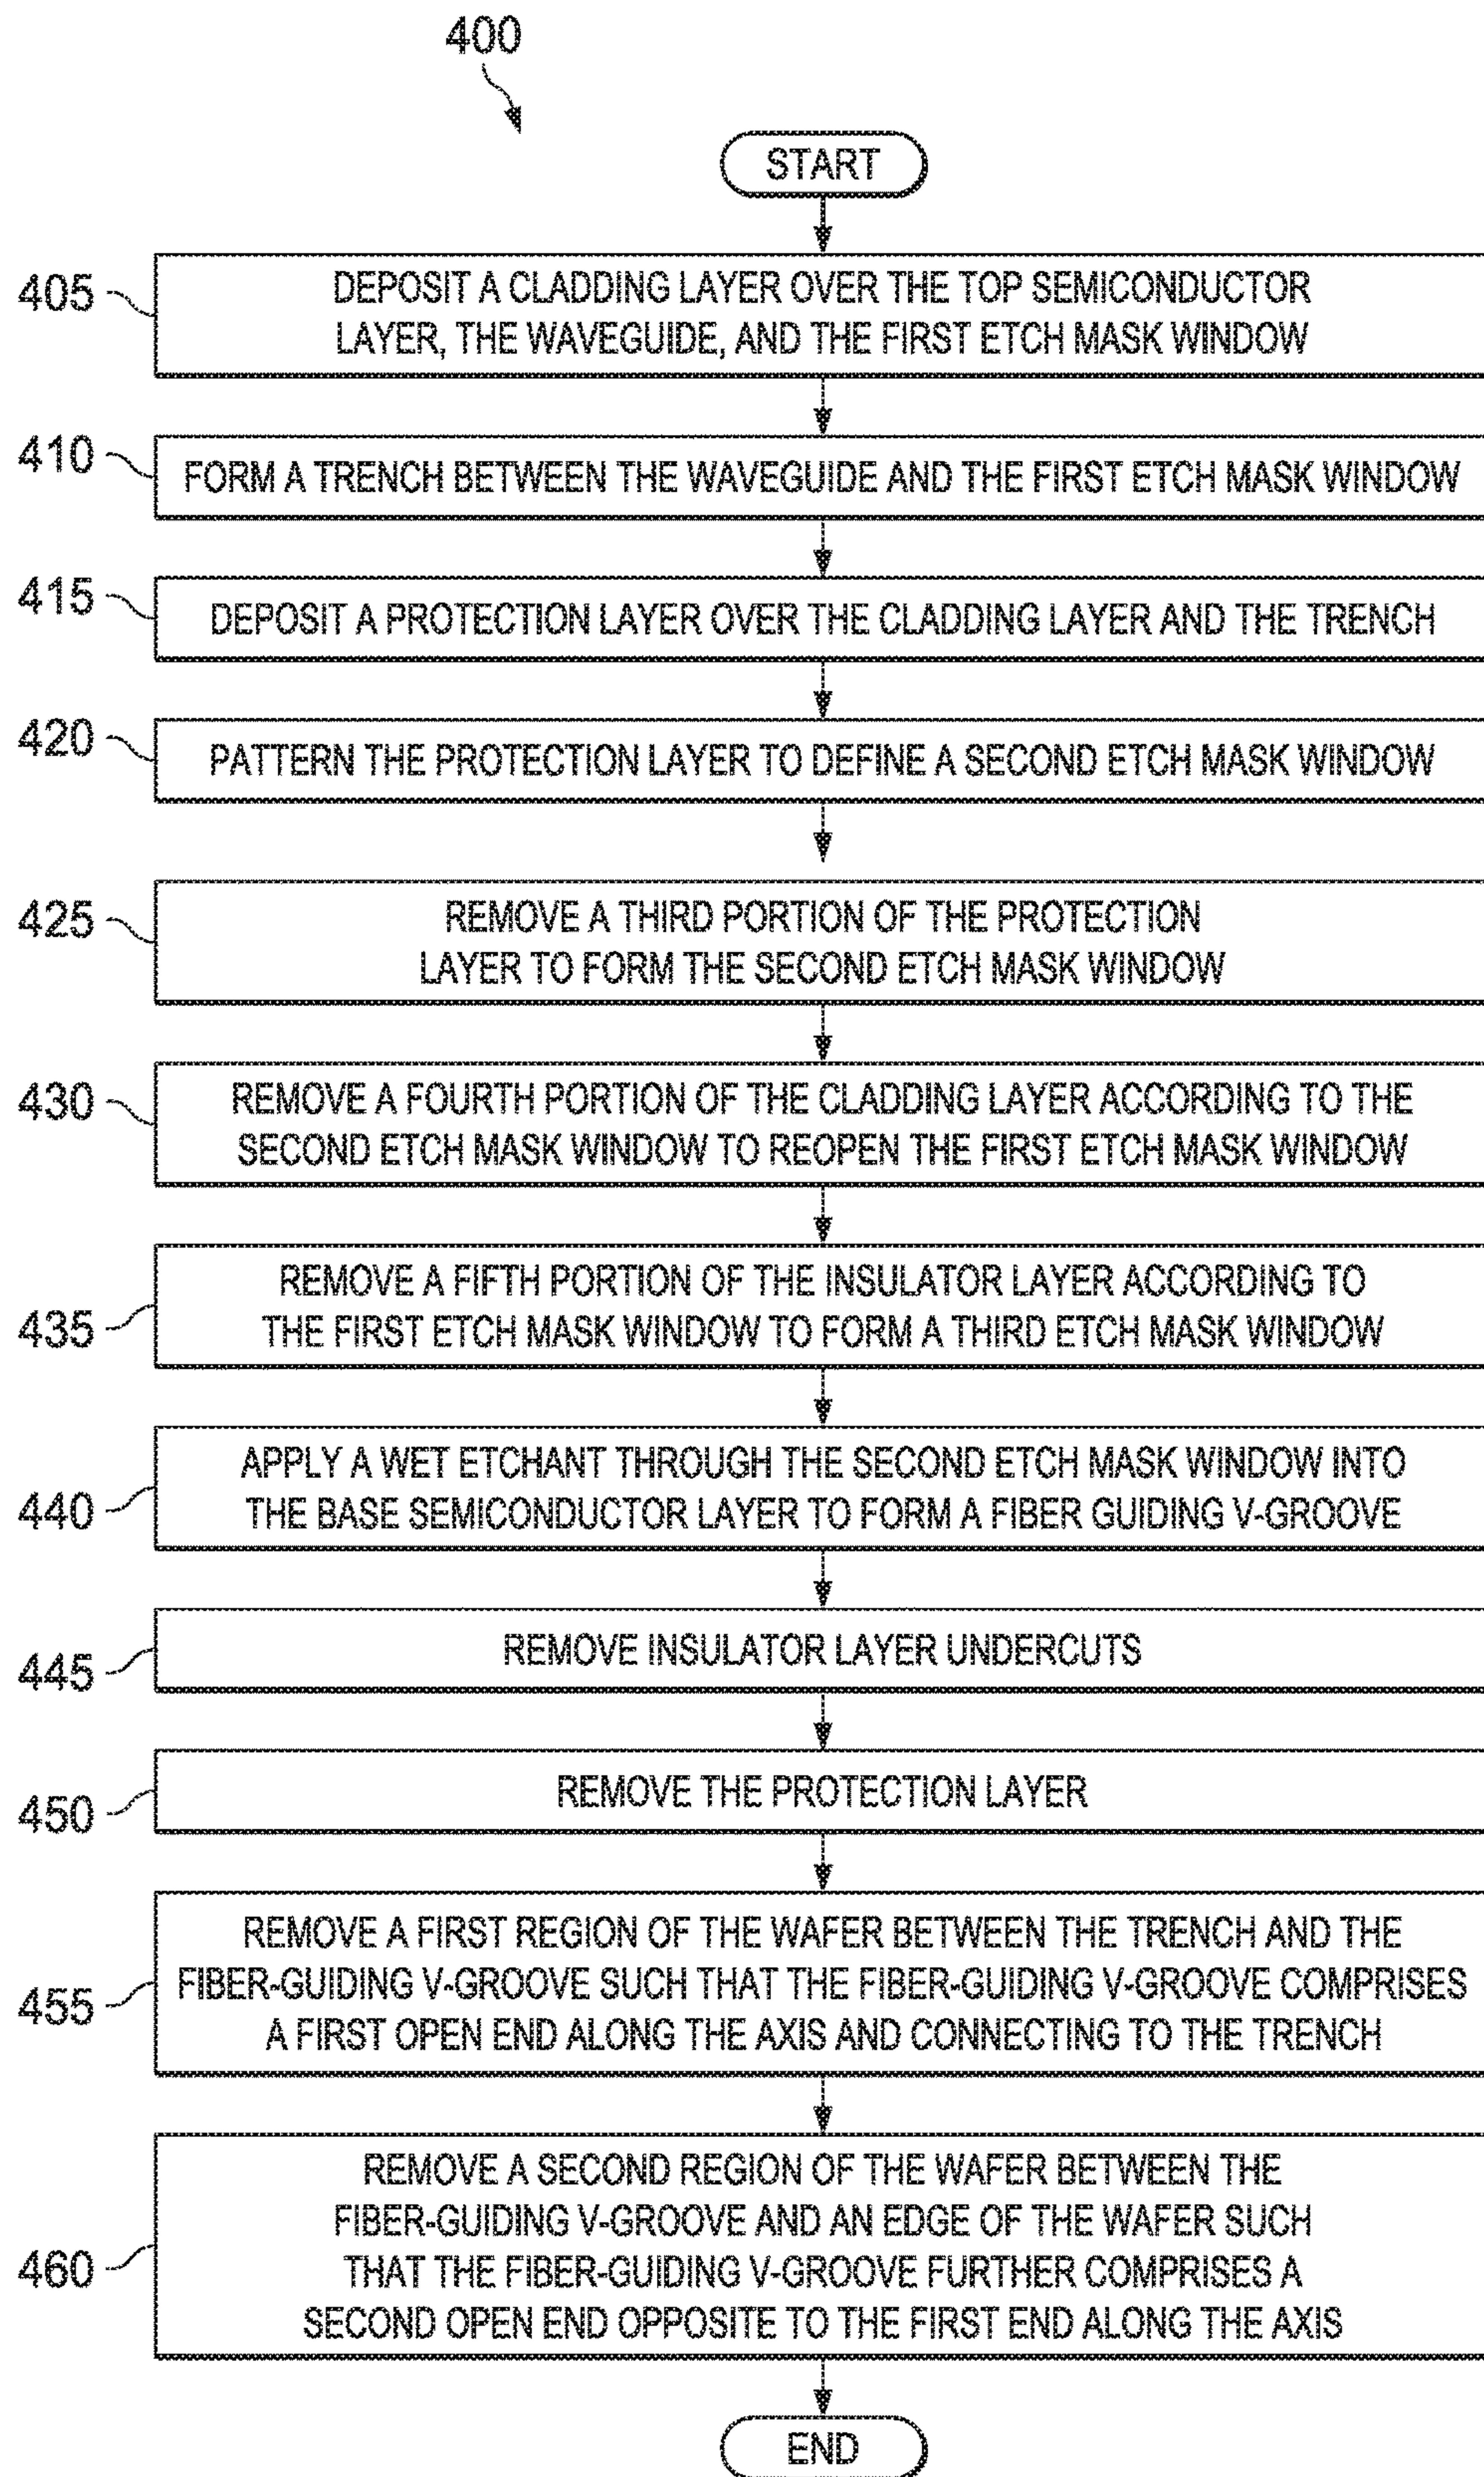 400
START
405
DEPOSIT A CLADDING LAYER OVER THE TOP SEMICONDUCTOR
LAYER, THE WAVEGUIDE, AND THE FIRST ETCH MASK WINDOW
410
FORM A TRENCH BETWEEN THE WAVEGUIDE AND THE FIRST ETCH MASK WINDOW
415
DEPOSIT A PROTECTION LAYER OVER THE CLADDING LAYER AND THE TRENCH
420
PATTERN THE PROTECTION LAYER TO DEFINE A SECOND ETCH MASK WINDOW
425
REMOVE A THIRD PORTION OF THE PROTECTION
LAYER TO FORM THE SECOND ETCH MASK WINDOW
430
REMOVE A FOURTH PORTION OF THE CLADDING LAYER ACCORDING TO THE
SECOND ETCH MASK WINDOW TO REOPEN THE FIRST ETCH MASK WINDOW
435
REMOVE A FIFTH PORTION OF THE INSULATOR LAYER ACCORDING TO
THE FIRST ETCH MASK WINDOW TO FORM A THIRD ETCH MASK WINDOW
440
APPLY A WET ETCHANT THROUGH THE SECOND ETCH MASK WINDOW INTO
THE BASE SEMICONDUCTOR LAYER TO FORM A FIBER GUIDING V-GROOVE
445
REMOVE INSULATOR LAYER UNDERCUTS
450
REMOVE THE PROTECTION LAYER
455
REMOVE A FIRST REGION OF THE WAFER BETWEEN THE TRENCH AND THE
FIBER-GUIDING V-GROOVE SUCH THAT THE FIBER-GUIDING V-GROOVE COMPRISES
A FIRST OPEN END ALONG THE AXIS AND CONNECTING TO THE TRENCH
460
REMOVE A SECOND REGION OF THE WAFER BETWEEN THE
FIBER-GUIDING V-GROOVE AND AN EDGE OF THE WAFER SUCH
THAT THE FIBER-GUIDING V-GROOVE FURTHER COMPRISES A
SECOND OPEN END OPPOSITE TO THE FIRST END ALONG THE AXIS
END